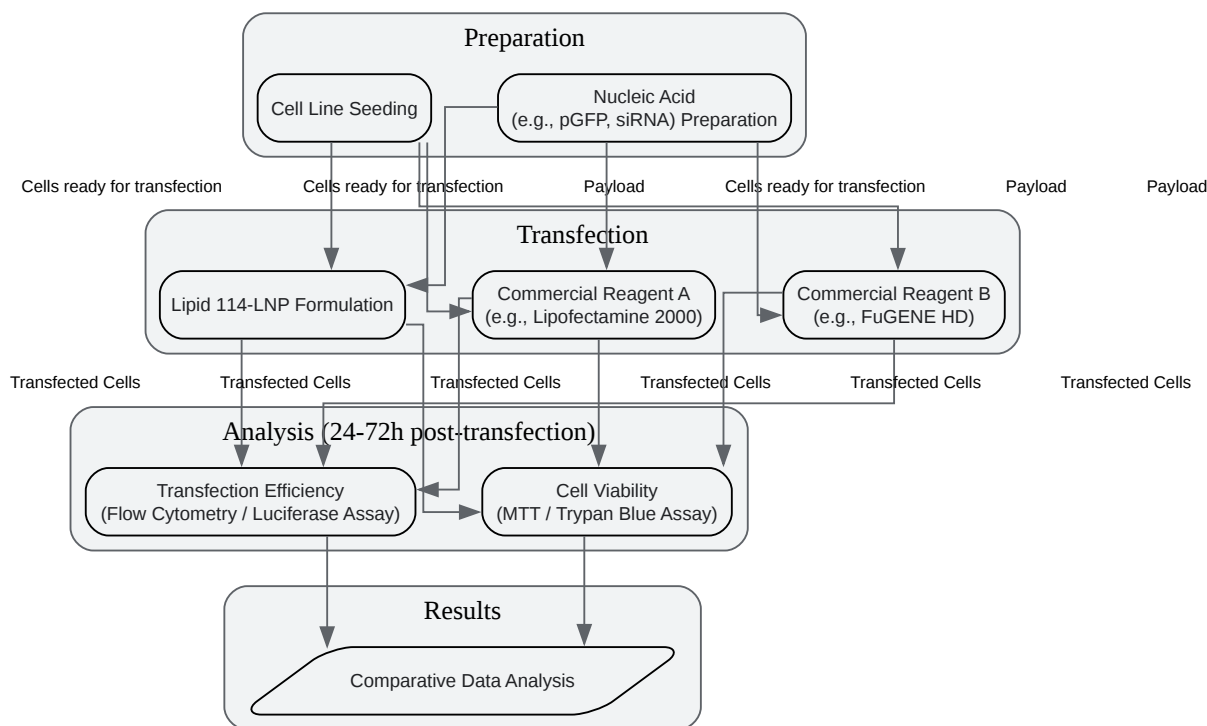 Preparation
Cell Line Seeding
Nucleic Acid
(e.g., pGFP, siRNA) Preparation
Cells ready for transfection
Cells ready for transfection
Payload
Cells ready for transfection
Payload
Payload
Transfection
Lipid 114-LNP Formulation
Commercial Reagent A
(e.g., Lipofectamine 2000)
Commercial Reagent B
(e.g., FuGENE HD)
Transfected Cells
Transfected Cells
Transfected Cells
Transfected Cells
Transfected Cells
Transfected Cells
Analysis (24-72h post-transfection)
Transfection Efficiency
(Flow Cytometry / Luciferase Assay)
Cell Viability
(MTT / Trypan Blue Assay)
Results
Comparative Data Analysis